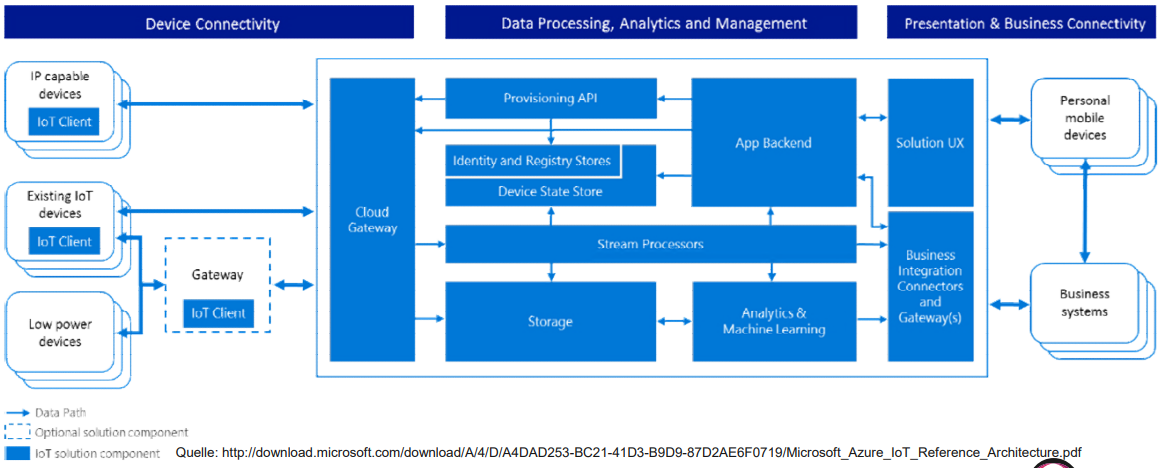 Device Connectivity
Data Processing, Analytics and Management
Presentation & Business Connectivity
IP capable
devices
IoT Client
Existing IoT
devices
IoT Client
Low power
devices
Gateway
IoT Client
Cloud
Gateway
Provisioning API
Identity and Registry Stores
Device State Store
Stream Processors
Storage
App Backend
Analytics &
Machine Learning
Solution UX
Business
Integration
Connectors
and
Gateway(s)
Personal
mobile
devices
Business
systems
Data Path
Optional solution component
IoT solution component
Quelle: http://download.microsoft.com/download/A/4/D/A4DAD253-BC21-41D3-B9D9-87D2AE6F0719/Microsoft_Azure_IoT_Reference_Architecture.pdf